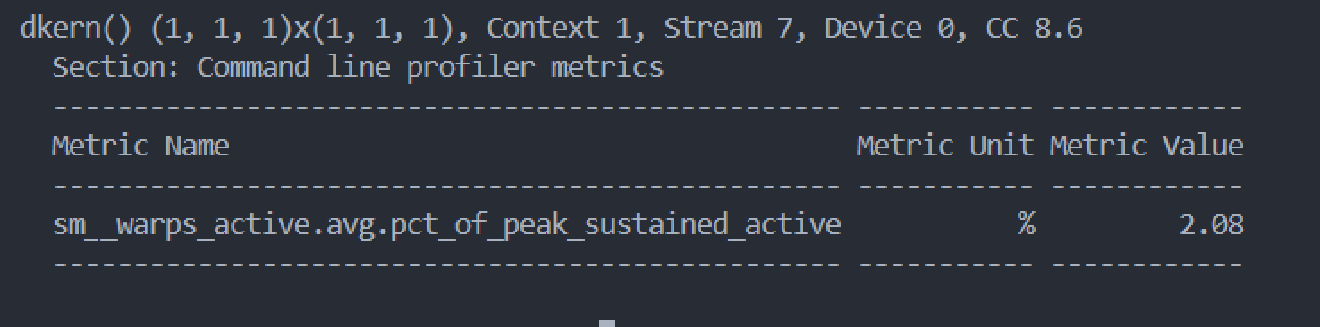 dkern() (1, 1, 1)x(1, 1, 1), Context 1, Stream 7, Device 0, CC 8.6
Section: Command line profiler metrics
------------------------------------------------- ----------- ------------
Metric Name Metric Unit Metric Value
------------------------------------------------- ----------- ------------
sm__warps_active.avg.pct_of_peak_sustained_active % 2.08
------------------------------------------------- ----------- ------------